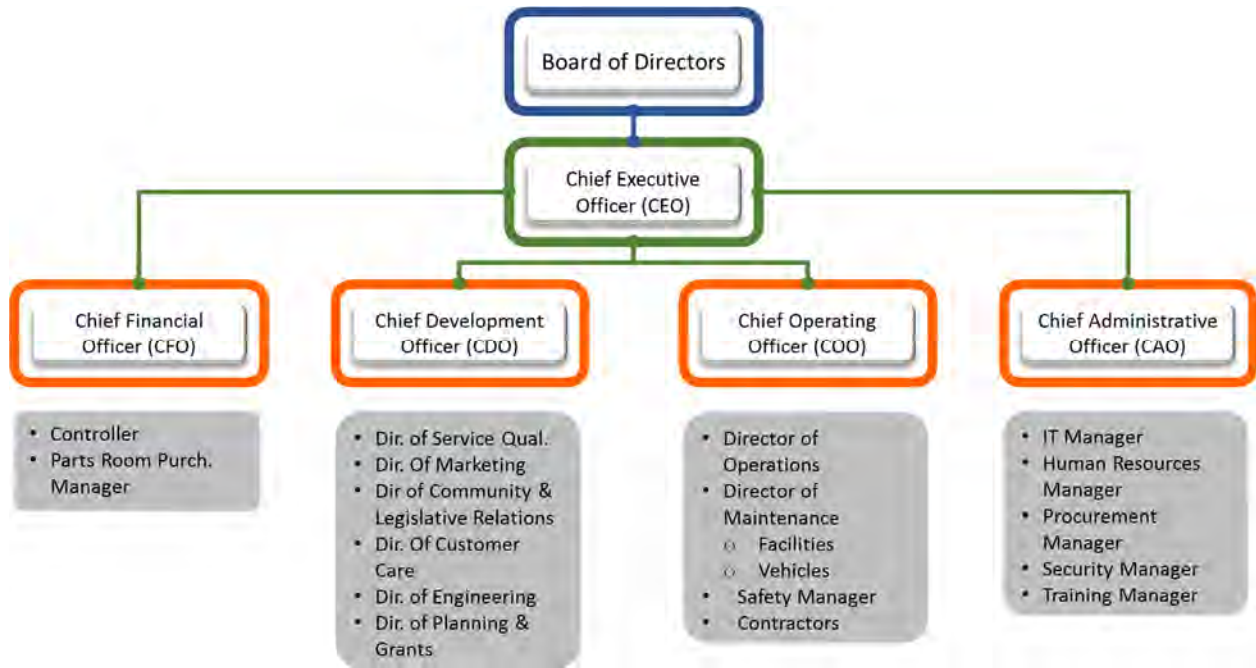 Board of Directors
Chief Executive
Officer (CEO)
Chief Financial
Officer (CFO)
Chief Development
Officer (CDO)
Chief Operating
Officer (COO)
Chief Administrative
Officer (CAO)
• Controller
• Parts Room Purch.
Manager
• Dir. of Service Qual.
• Dir. Of Marketing
• Dir of Community &
Legislative Relations
• Dir. Of Customer
Care
• Dir. of Engineering
• Dir. of Planning &
Grants
• Director of
Operations
• Director of
Maintenance
o Facilities
o Vehicles
• Safety Manager
• Contractors
• IT Manager
• Human Resources
Manager
• Procurement
Manager
• Security Manager
• Training Manager